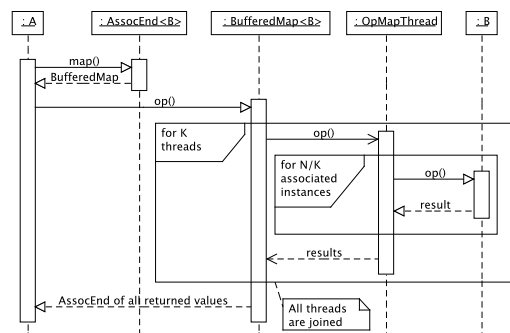 : A
: AssocEnd<B>
: BufferedMap<B>
: OpMapThread
: B
map()
BufferedMap
op()
for K
threads
op()
for N/K
associated
instances
op()
result
results
AssocEnd of all returned values
All threads
are joined